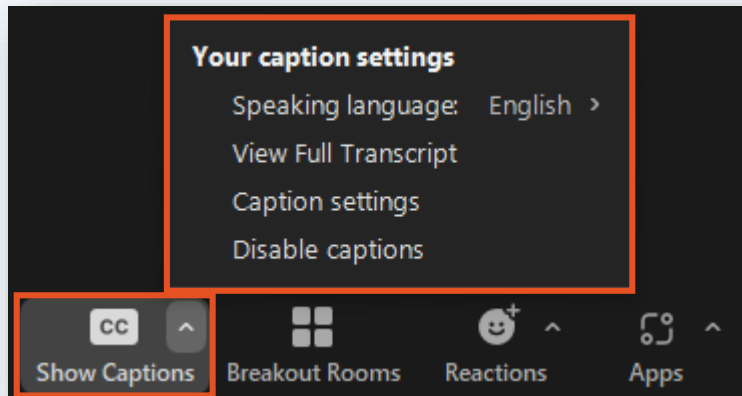 Your caption settings
Speaking language: English >
View Full Transcript
Caption settings
Disable captions
CC
Show Captions
Breakout Rooms
Reactions
Apps